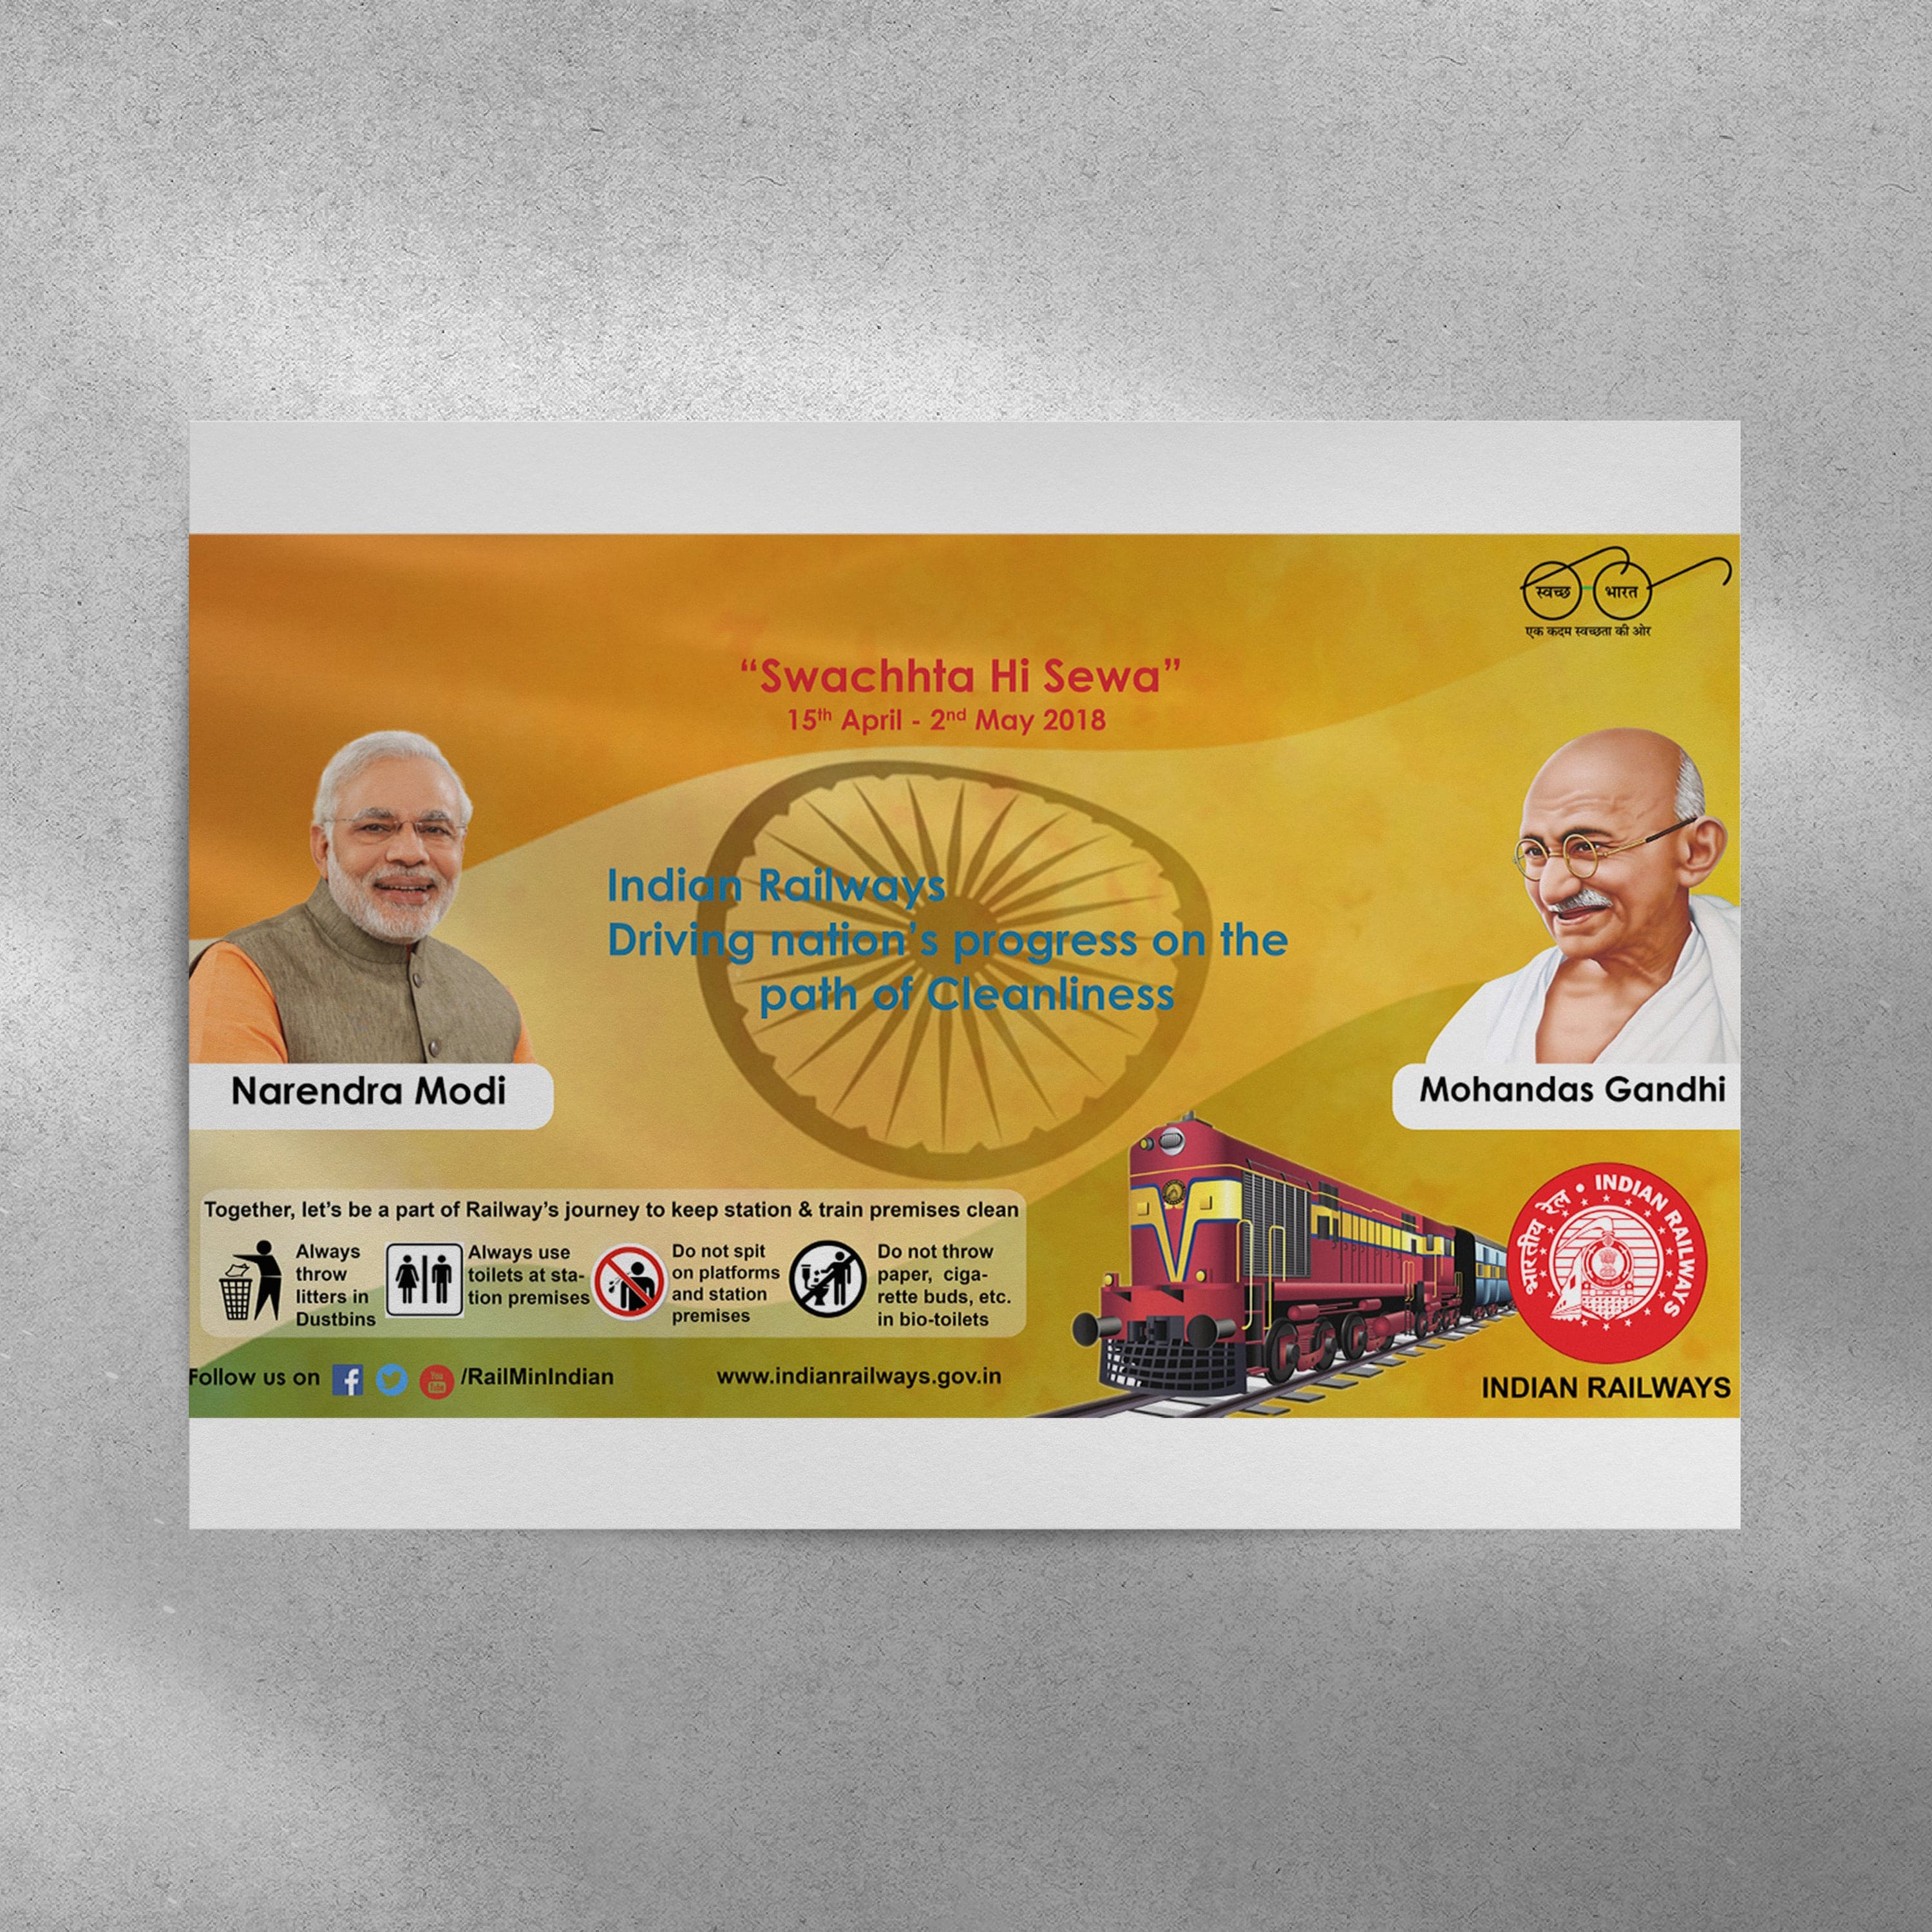 स्वच्छ भारत
एक कदम स्वच्छता की ओर
“Swachhta Hi Sewa”
15th April - 2nd May 2018
Indian Railways
Driving nation’s progress on the
path of Cleanliness
Narendra Modi
Mohandas Gandhi
Together, let’s be a part of Railway’s journey to keep station & train premises clean
Always
throw
litters in
Dustbins
Always use
toilets at sta-
tion premises
Do not spit
on platforms
and station
premises
Do not throw
paper, ciga-
rette buds, etc.
in bio-toilets
भारतीय रेल • INDIAN RAILWAYS
INDIAN RAILWAYS
Follow us on f You Tube /RailMinIndian
www.indianrailways.gov.in